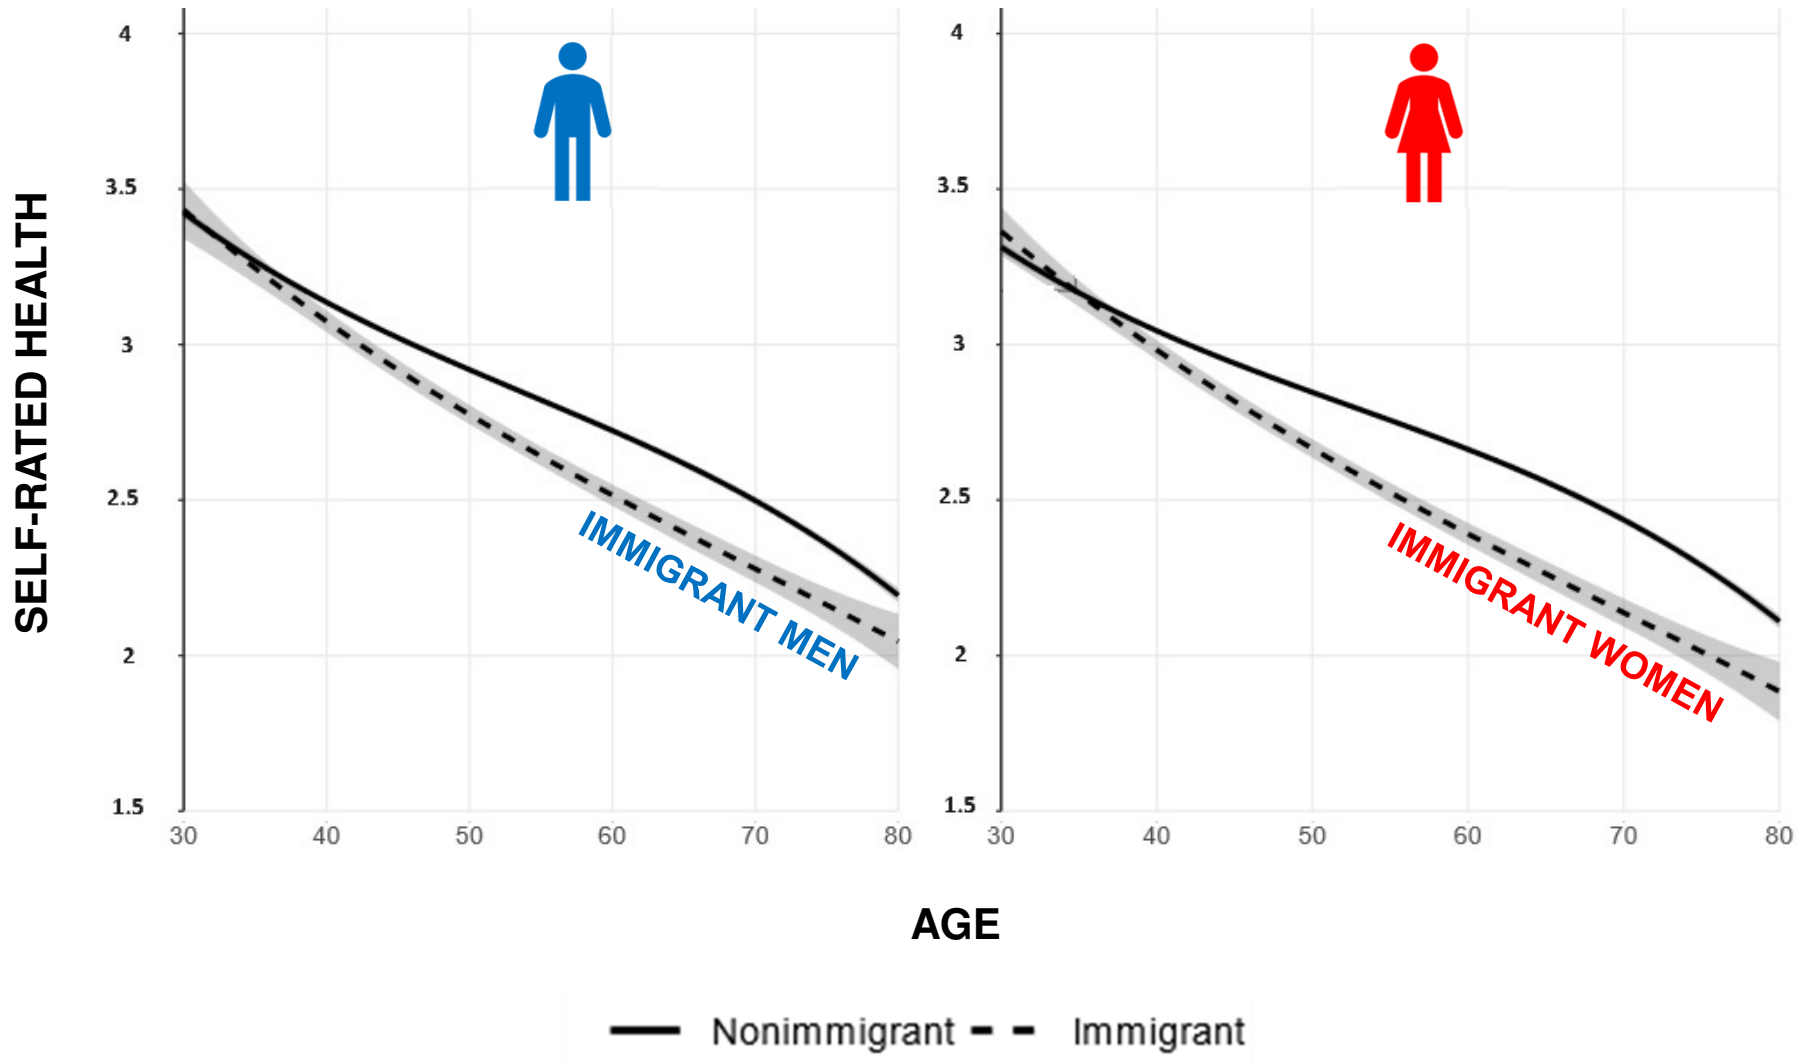 SELF-RATED HEALTH
4
3.5
3
2.5
2
1.5
30 40 50 60 70 80
IMMIGRANT MEN
4
3.5
3
2.5
2
1.5
30 40 50 60 70 80
IMMIGRANT WOMEN
AGE
Nonimmigrant Immigrant